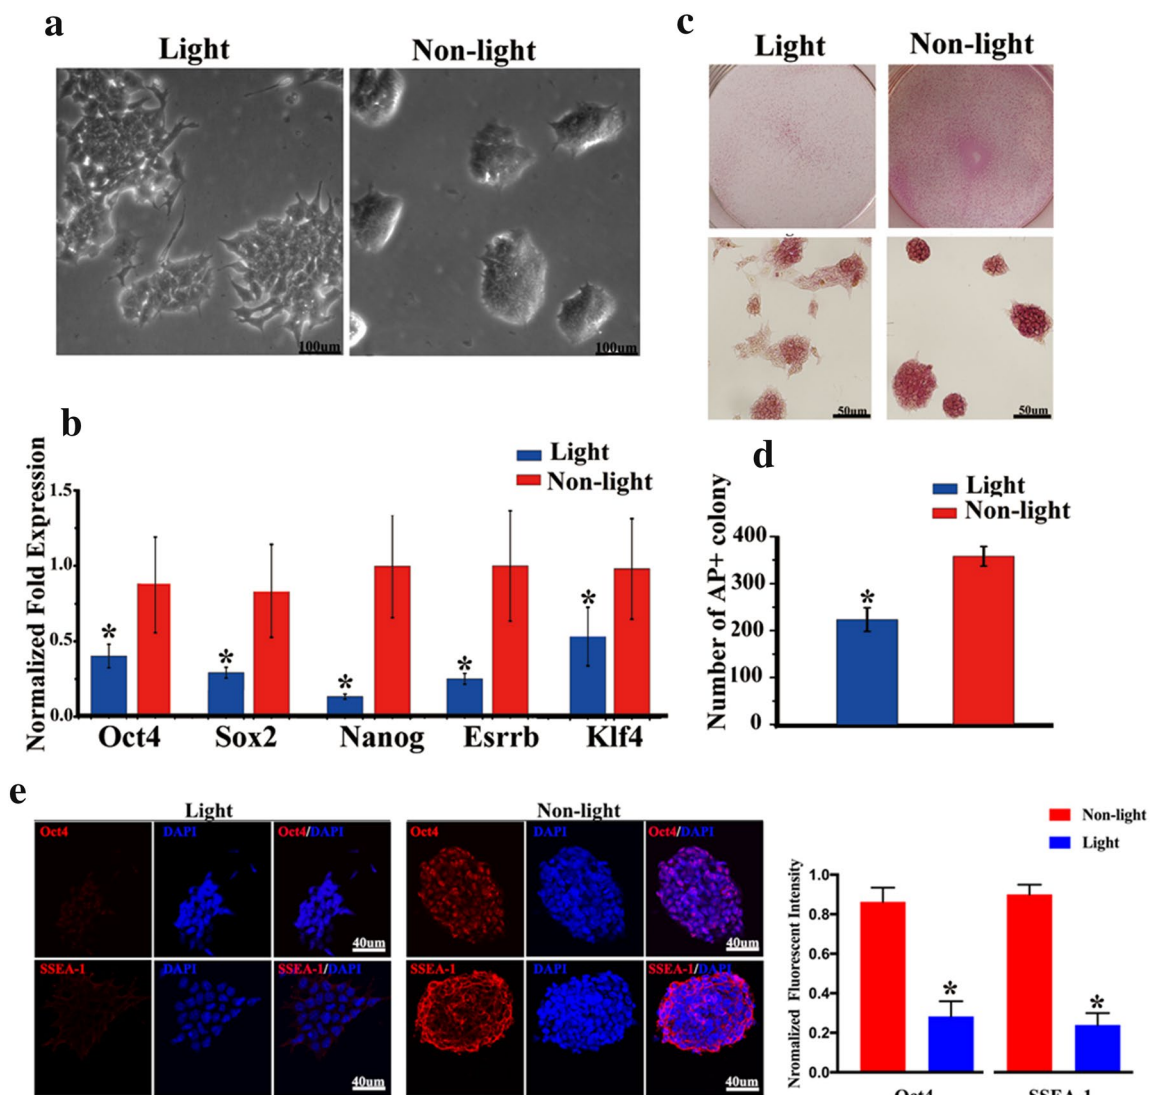 a
Light
Non-light
100um
100um
c
Light
Non-light
50um
50um
b
Light
Non-light
Normalized Fold Expression
1.5
1.0
0.5
0.0
*
*
*
*
*
Oct4
Sox2
Nanog
Esrrb
Klf4
d
Light
Non-light
Number of AP+ colony
400
300
200
100
0
*
e
Light
Non-light
Oct4
DAPI
Oct4/DAPI
40um
Oct4
DAPI
Oct4/DAPI
40um
SSEA-1
DAPI
SSEA-1/DAPI
40um
SSEA-1
DAPI
SSEA-1/DAPI
40um
Non-light
Light
Nromalized Fluorescent Intensity
1.0
0.8
0.6
0.4
0.2
0.0
*
*
Oct4
SSEA-1